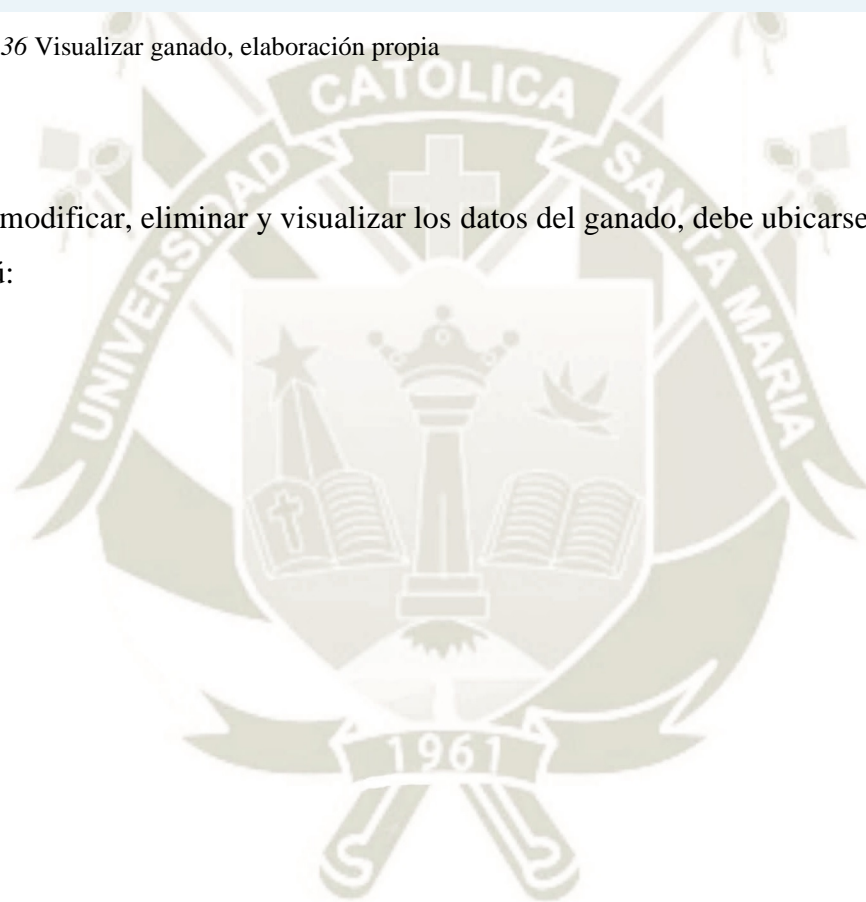 36 Visualizar ganado, elaboración propia
CATOLICA
UNIVERSIDAD
SANTA MARIA
modificar, eliminar y visualizar los datos del ganado, debe ubicarse
1961